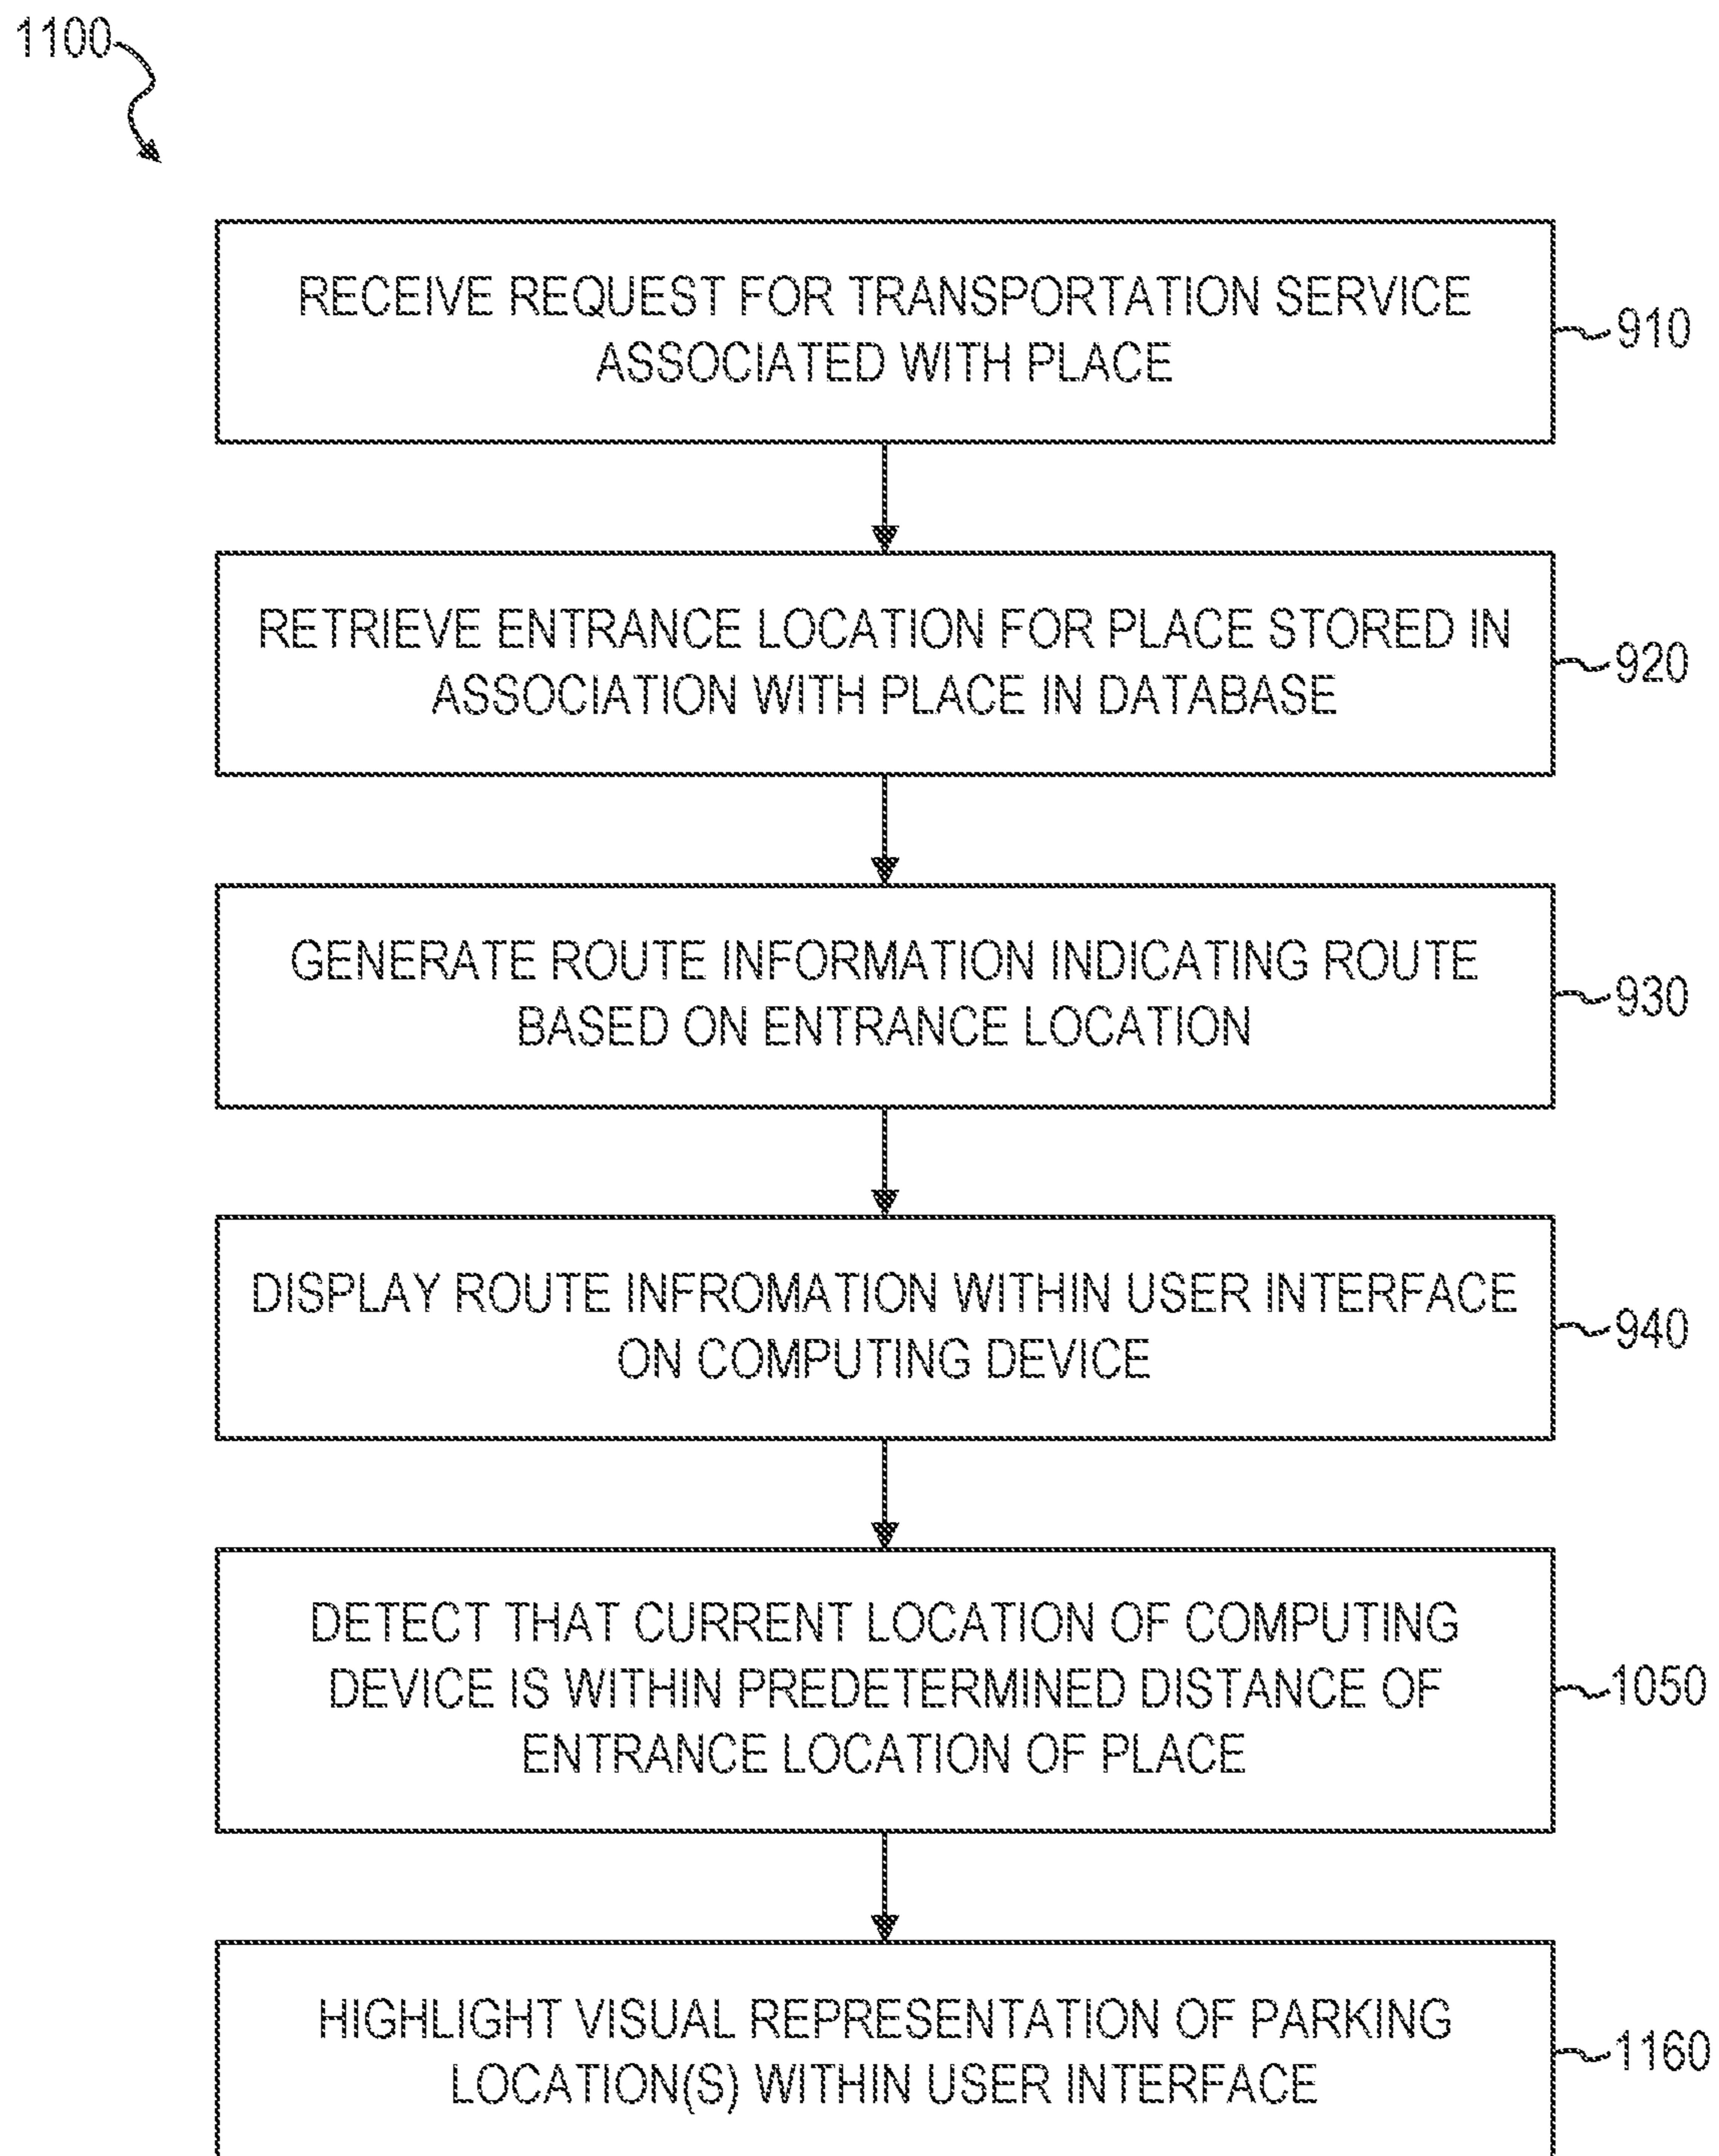 1100
RECEIVE REQUEST FOR TRANSPORTATION SERVICE
ASSOCIATED WITH PLACE
910
RETRIEVE ENTRANCE LOCATION FOR PLACE STORED IN
ASSOCIATION WITH PLACE IN DATABASE
920
GENERATE ROUTE INFORMATION INDICATING ROUTE
BASED ON ENTRANCE LOCATION
930
DISPLAY ROUTE INFROMATION WITHIN USER INTERFACE
ON COMPUTING DEVICE
940
DETECT THAT CURRENT LOCATION OF COMPUTING
DEVICE IS WITHIN PREDETERMINED DISTANCE OF
ENTRANCE LOCATION OF PLACE
1050
HIGHLIGHT VISUAL REPRESENTATION OF PARKING
LOCATION(S) WITHIN USER INTERFACE
1160